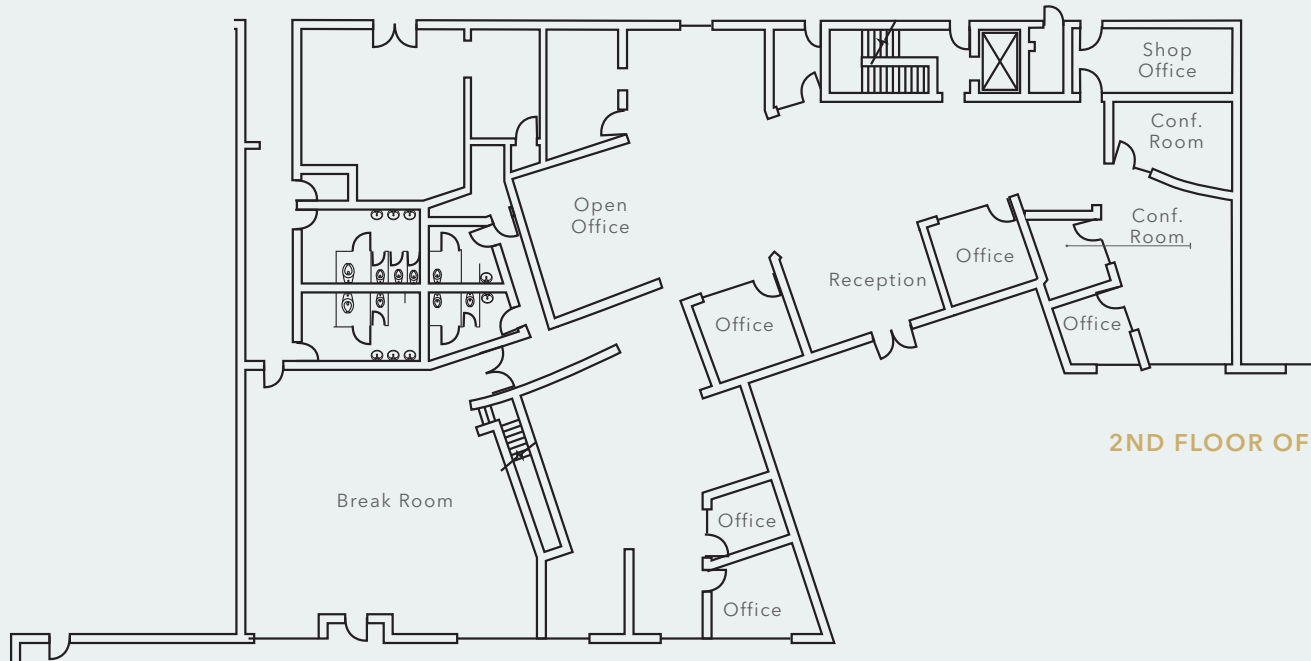 Shop
Office
Conf.
Room
Open
Office
Conf.
Room
Office
Reception
Office
Office
2ND FLOOR OF
Break Room
Office
Office